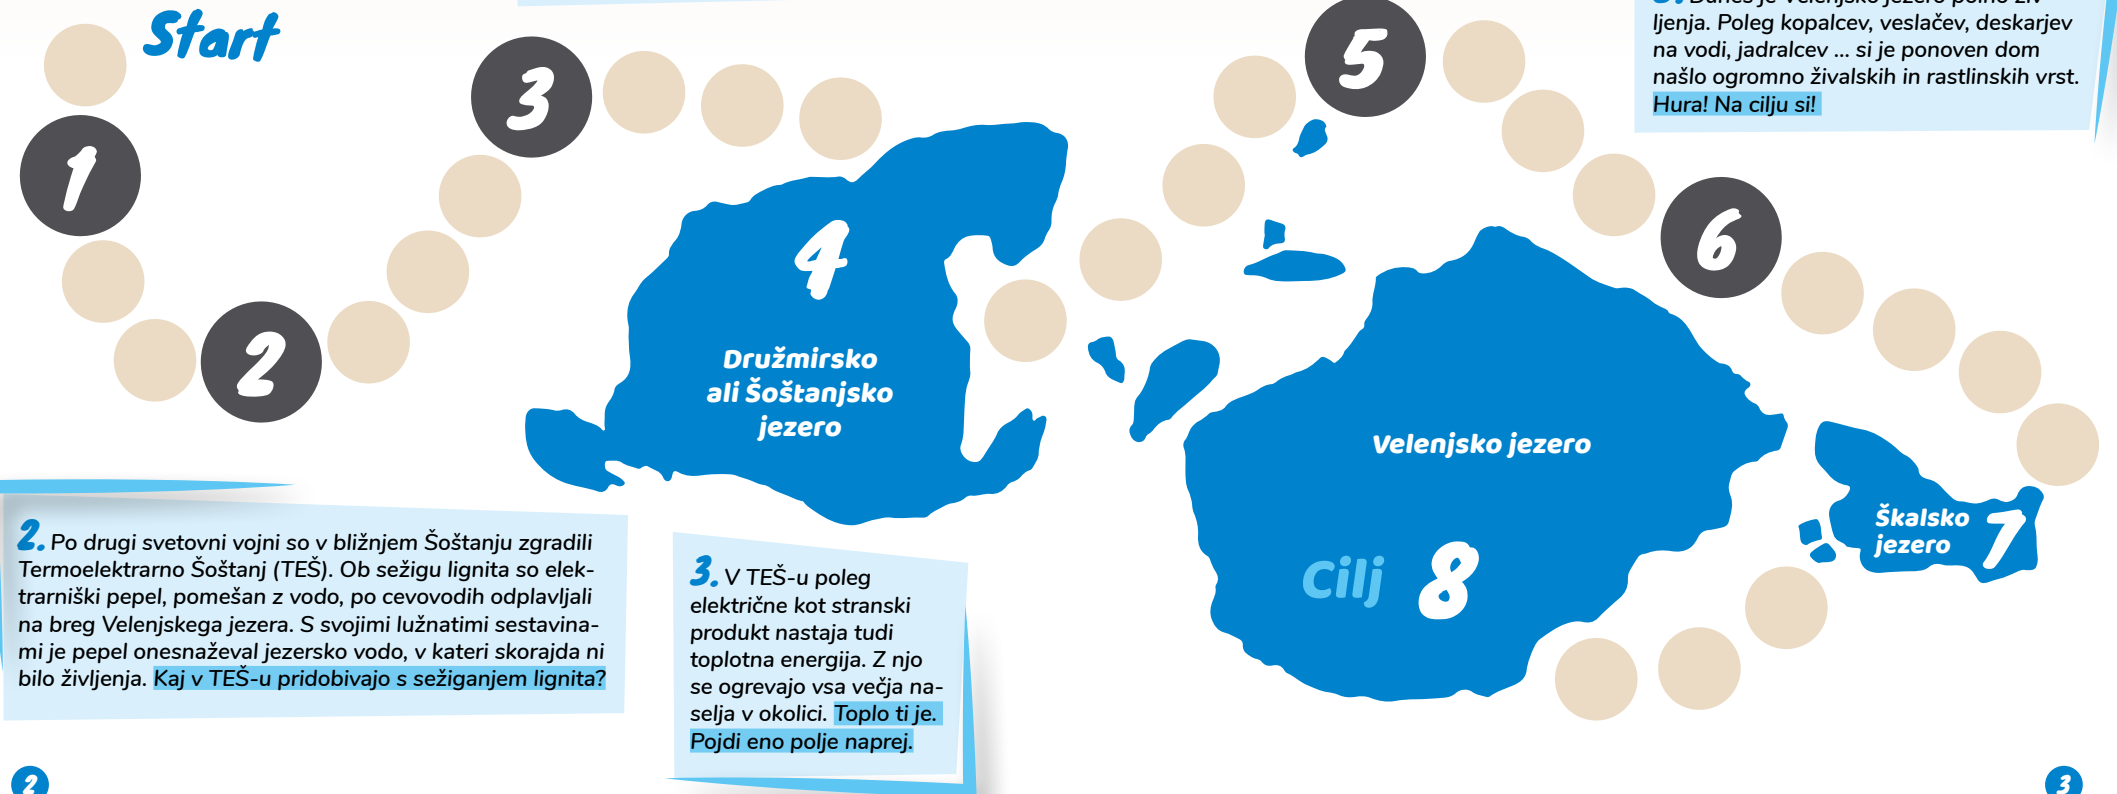 Start
1
2
3
4
Družmirsko
ali Šoštanjsko
jezero
5
6
Velenjsko jezero
Cilj 8
Škalsko
jezero
7
Danes je Velenjsko jezero polno živ-
ljenja. Poleg kopalcev, veslačev, deskarjev
na vodi, jadralcev ... si je ponoven dom
našlo ogromno živalskih in rastlinskih vrst.
Hura! Na cilju si!
2. Po drugi svetovni vojni so v bližnjem Šoštanju zgradili
Termoelektrarno Šoštanj (TEŠ). Ob sežigu lignita so elek-
trarniški pepel, pomešan z vodo, po cevovodih odplavljali
na breg Velenjskega jezera. S svojimi lužnatimi sestavina-
mi je pepel onesnaževal jezersko vodo, v kateri skorajda ni
bilo življenja. Kaj v TEŠ-u pridobivajo s sežiganjem lignita?
3. V TEŠ-u poleg
električne kot stranski
produkt nastaja tudi
toplotna energija. Z njo
se ogrevajo vsa večja na-
selja v okolici. Toplo ti je.
Pojdi eno polje naprej.
2
3